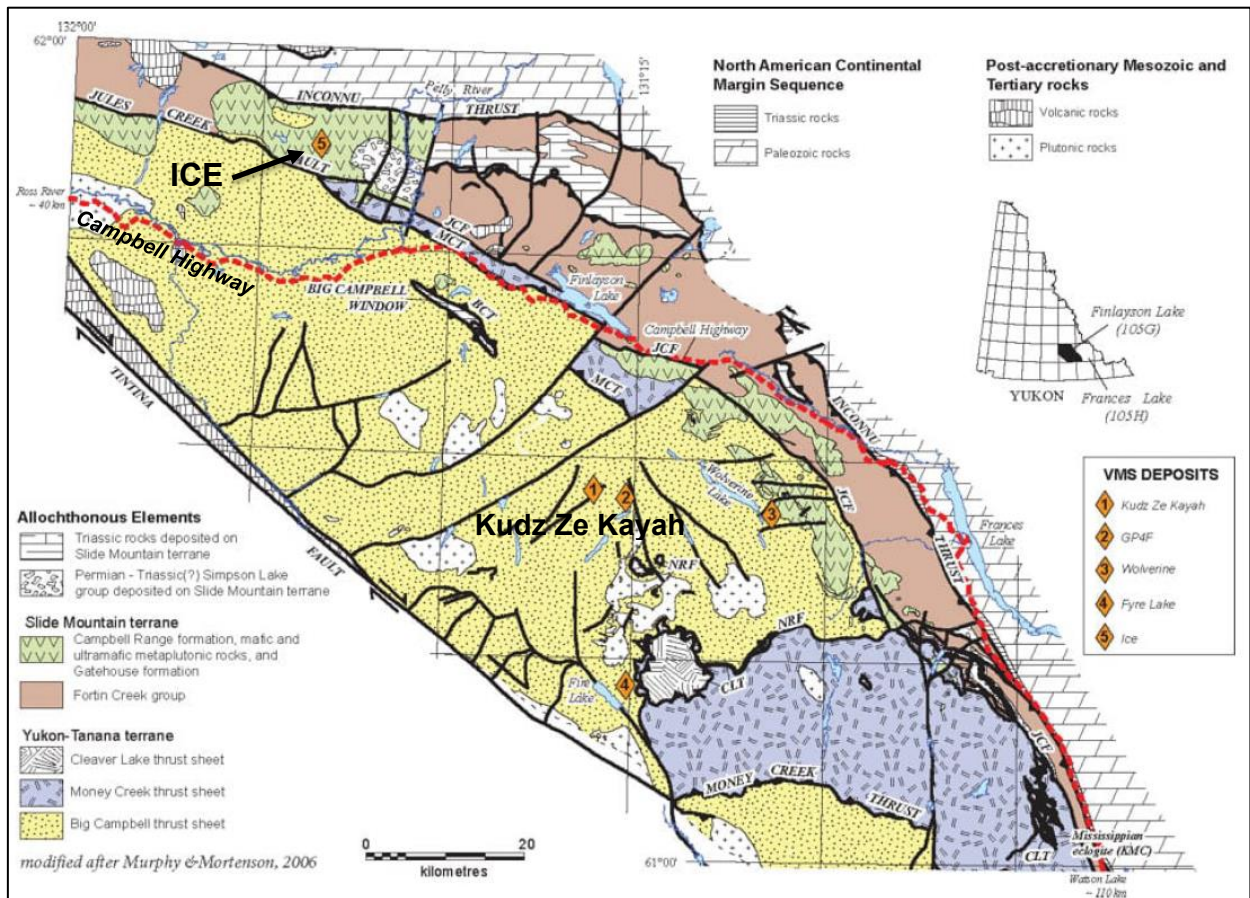 132°00'
62°00'
131°15'
JULES
CREEK
FAULT
INCONNU
THRUST
Pelly River
ICE
5
Ross River
~ 40 km
Campbell Highway
BIG CAMPBELL
WINDOW
BCT
JCF
MCT
Finlayson
Lake
Campbell Highway
JCF
MCT
INCONNU
THRUST
JCF
Wolverine
Lake
1
2
3
Kudz Ze Kayah
NRF
NRF
Frances
Lake
TINTINA
FAULT
Fire
Lake
4
CLT
MONEY
CREEK
THRUST
JCF
61°00'
CLT
Mississippian
eclogite (KMC)
Watson Lake
~ 110 km
North American Continental
Margin Sequence
Triassic rocks
Paleozoic rocks
Post-accretionary Mesozoic and
Tertiary rocks
Volcanic rocks
Plutonic rocks
YUKON
Finlayson Lake
(105G)
Frances Lake
(105H)
VMS DEPOSITS
1 Kudz Ze Kayah
2 GP4F
3 Wolverine
4 Fyre Lake
5 Ice
Allochthonous Elements
Triassic rocks deposited on
Slide Mountain terrane
Permian - Triassic(?) Simpson Lake
group deposited on Slide Mountain terrane
Slide Mountain terrane
Campbell Range formation, matic and
ultramafic metaplutonic rocks, and
Gatehouse formation
Fortin Creek group
Yukon-Tanana terrane
Cleaver Lake thrust sheet
Money Creek thrust sheet
Big Campbell thrust sheet
modified after Murphy & Mortenson, 2006
0 20
kilometres